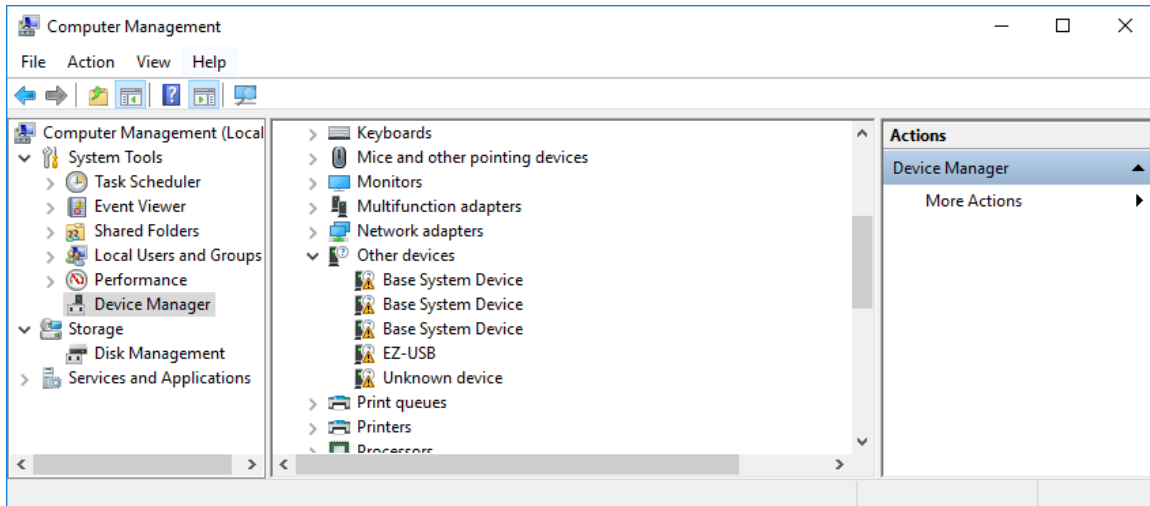 Computer Management
File Action View Help
Computer Management (Local
System Tools
Task Scheduler
Event Viewer
Shared Folders
Local Users and Groups
Performance
Device Manager
Storage
Disk Management
Services and Applications
Keyboards
Mice and other pointing devices
Monitors
Multifunction adapters
Network adapters
Other devices
Base System Device
Base System Device
Base System Device
EZ-USB
Unknown device
Print queues
Printers
Processors
Actions
Device Manager
More Actions